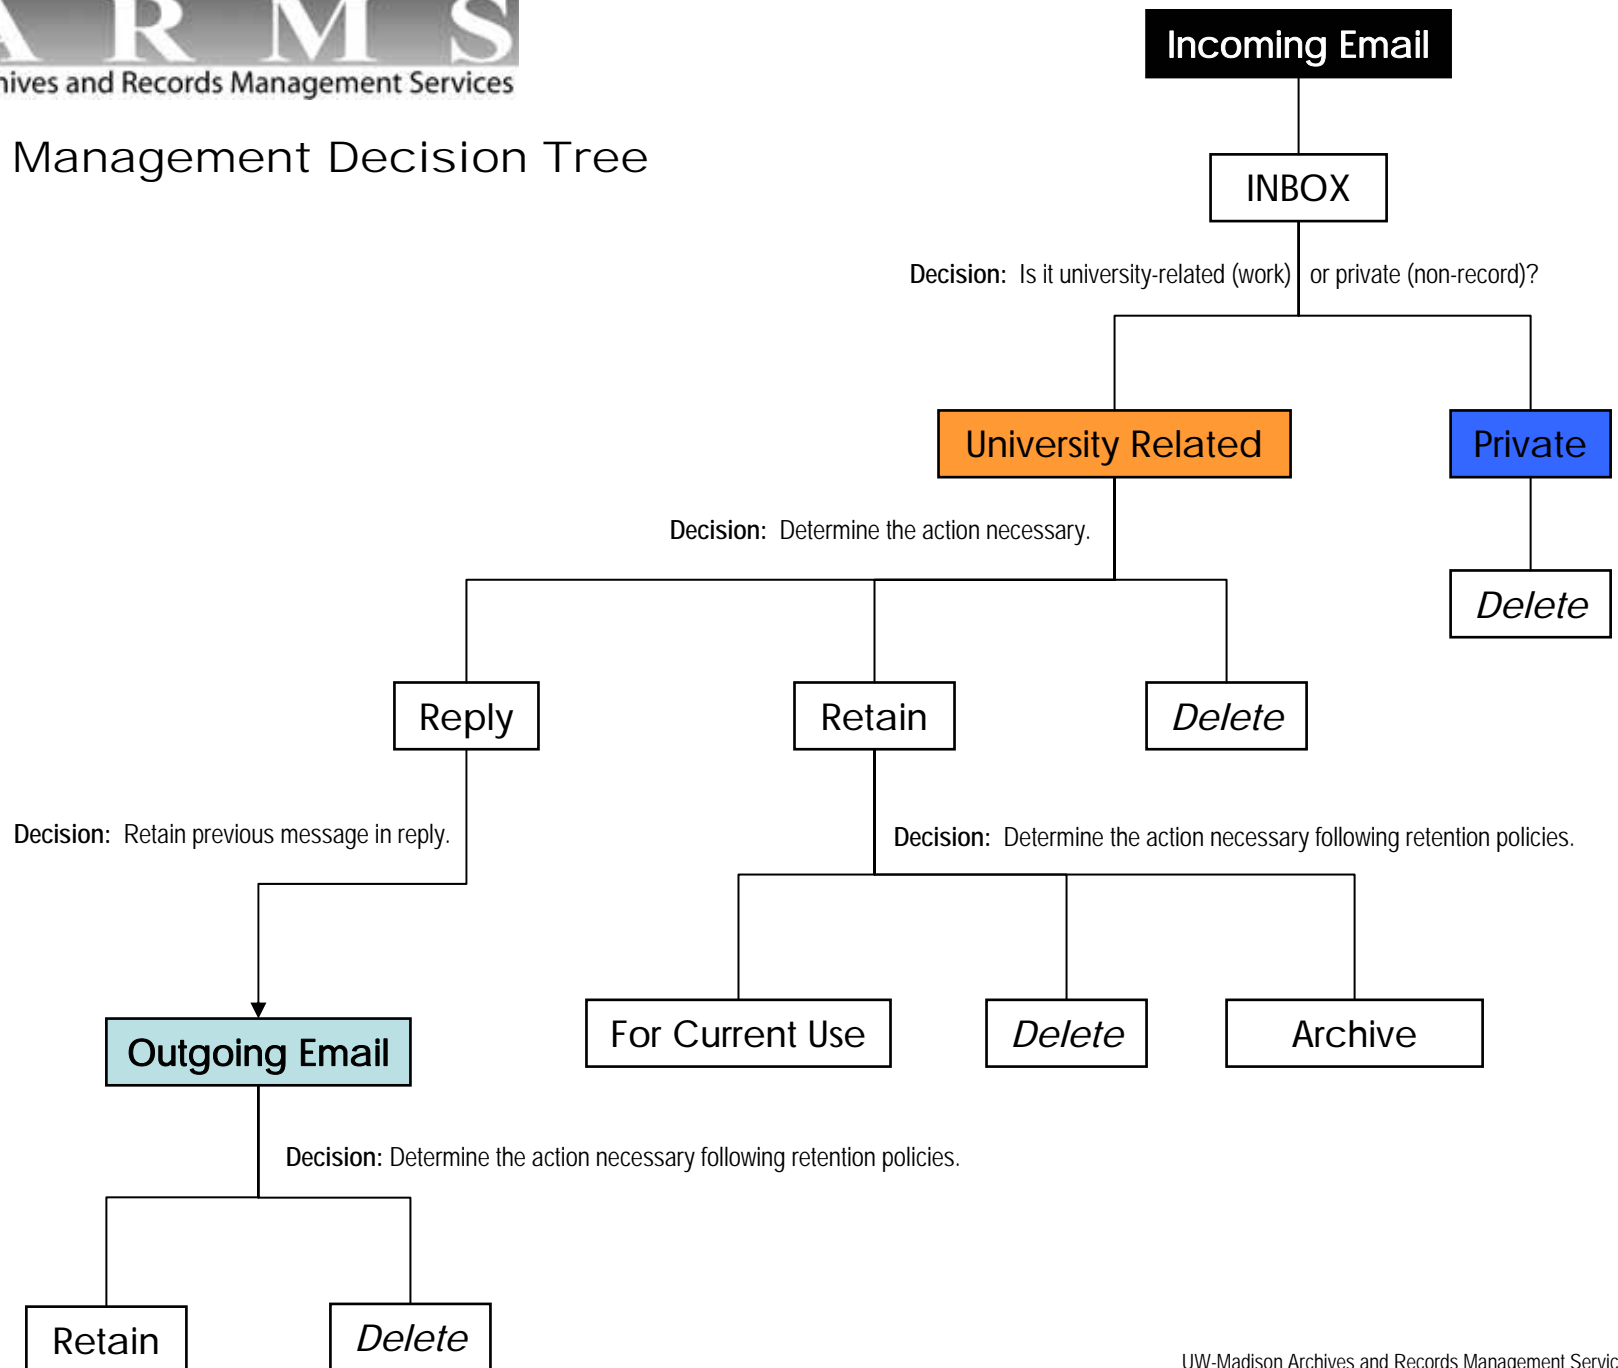 A R M S
hives and Records Management Services
Management Decision Tree
Incoming Email
INBOX
Decision: Is it university-related (work) or private (non-record)?
University Related
Private
Decision: Determine the action necessary.
Delete
Reply
Retain
Delete
Decision: Retain previous message in reply.
Decision: Determine the action necessary following retention policies.
For Current Use
Delete
Archive
Outgoing Email
Decision: Determine the action necessary following retention policies.
Retain
Delete
UW-Madison Archives and Records Management Servic